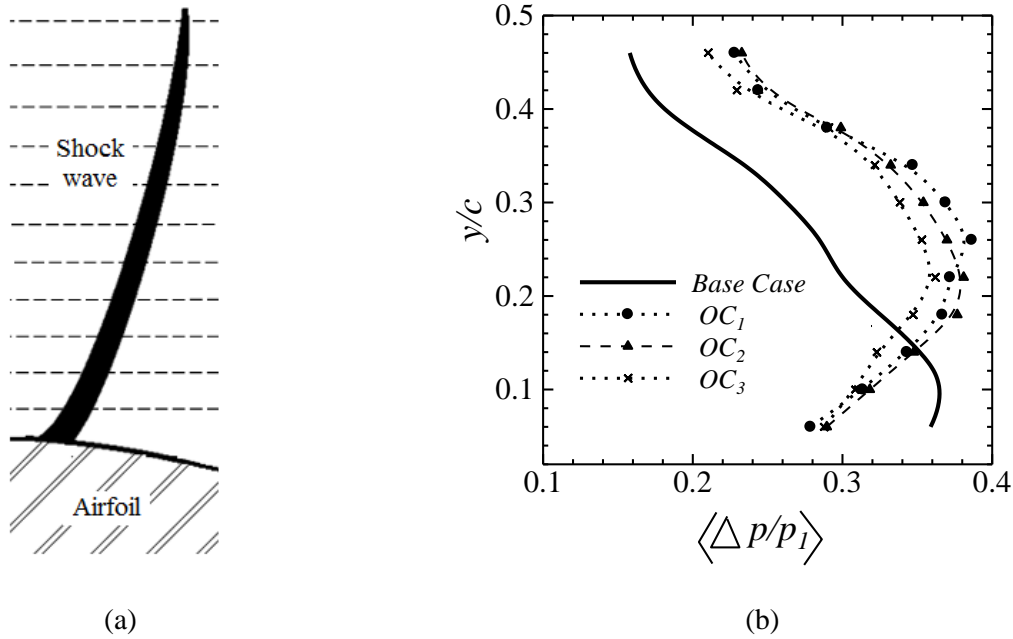 Shock
wave
Airfoil
(a)
0.5
0.4
0.3
0.2
0.1
y/c
Base Case
OC1
OC2
OC3
0.1
0.2
0.3
0.4
⟨△ p/p1⟩
(b)